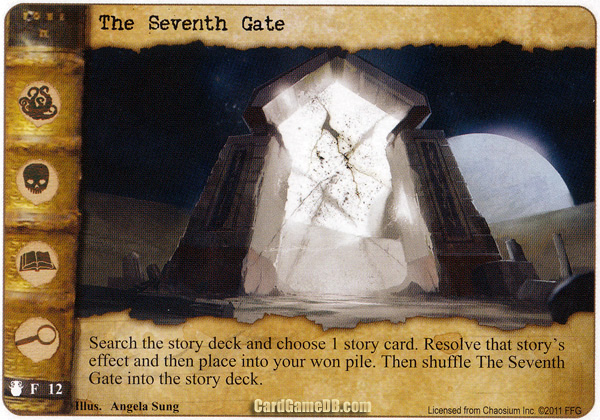 The Seventh Gate
Search the story deck and choose 1 story card. Resolve that story's
effect and then place into your won pile. Then shuffle The Seventh
Gate into the story deck.
F 12
Illus. Angela Sung
CardGameDB.com
Licensed from Chaosium Inc. ©2011 FFG